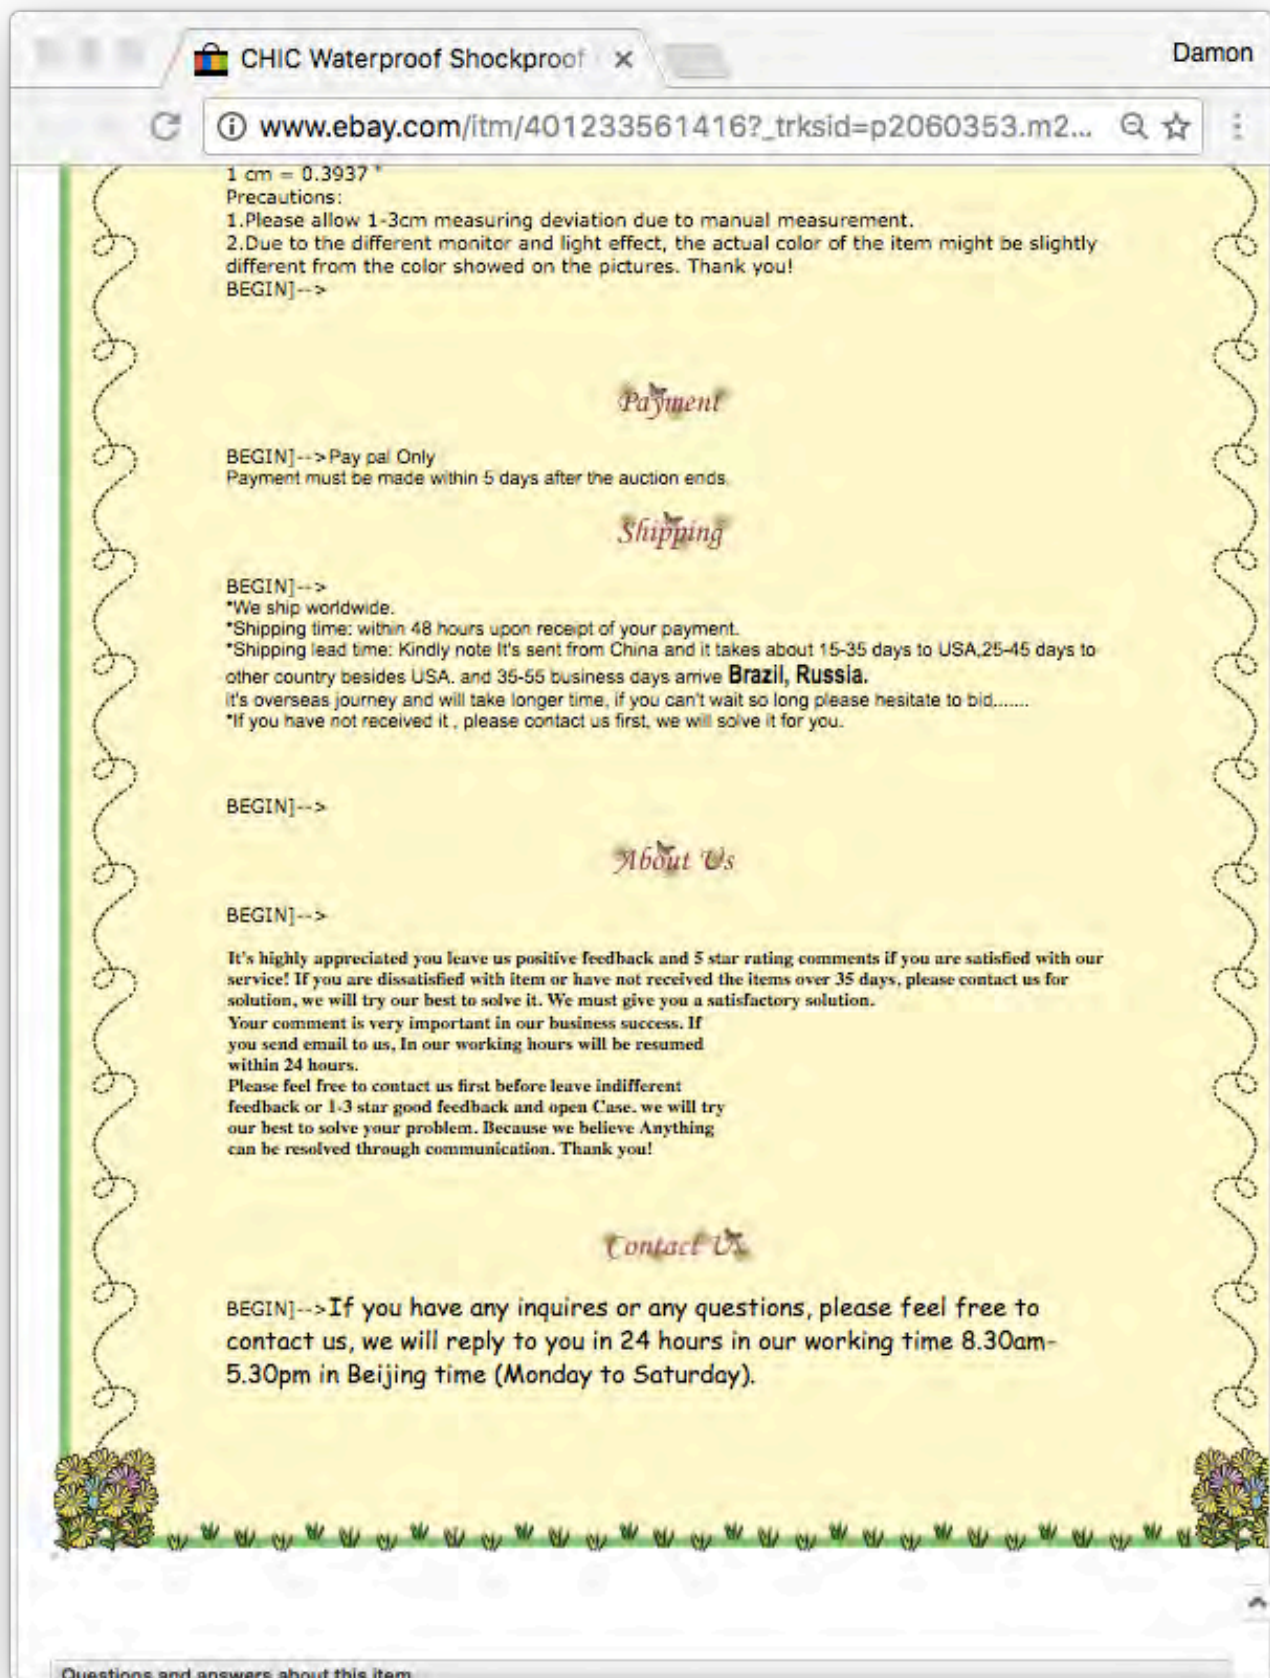 CHIC Waterproof Shockproof
Damon
www.ebay.com/itm/401233561416?_trksid=p2060353.m2...
1 cm = 0.3937 "
Precautions:
1.Please allow 1-3cm measuring deviation due to manual measurement.
2.Due to the different monitor and light effect, the actual color of the item might be slightly
different from the color showed on the pictures. Thank you!
BEGIN]-->
Payment
BEGIN]-->Pay pal Only
Payment must be made within 5 days after the auction ends.
Shipping
BEGIN]-->
*We ship worldwide.
*Shipping time: within 48 hours upon receipt of your payment.
*Shipping lead time: Kindly note It's sent from China and it takes about 15-35 days to USA,25-45 days to
other country besides USA. and 35-55 business days arrive Brazil, Russia.
it's overseas journey and will take longer time, if you can't wait so long please hesitate to bid.......
*If you have not received it , please contact us first, we will solve it for you.
BEGIN]-->
About Us
BEGIN]-->
It's highly appreciated you leave us positive feedback and 5 star rating comments if you are satisfied with our
service! If you are dissatisfied with item or have not received the items over 35 days, please contact us for
solution, we will try our best to solve it. We must give you a satisfactory solution.
Your comment is very important in our business success. If
you send email to us, In our working hours will be resumed
within 24 hours.
Please feel free to contact us first before leave indifferent
feedback or 1-3 star good feedback and open Case. we will try
our best to solve your problem. Because we believe Anything
can be resolved through communication. Thank you!
Contact Us
BEGIN]-->If you have any inquires or any questions, please feel free to
contact us, we will reply to you in 24 hours in our working time 8.30am-
5.30pm in Beijing time (Monday to Saturday).
Questions and answers about this item